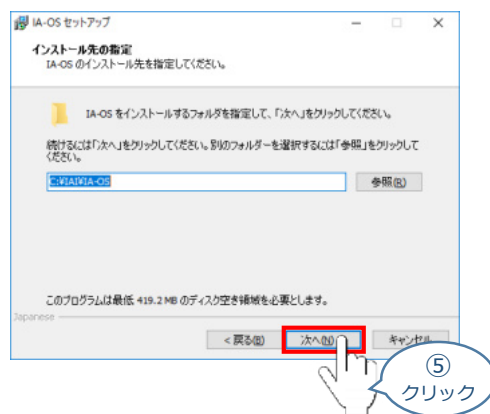 IA-OS セットアップ
インストール先の指定
IA-OS のインストール先を指定してください。
IA-OS をインストールするフォルダを指定して、「次へ」をクリックしてください。
続けるには「次へ」をクリックしてください。別のフォルダーを選択するには「参照」をクリックして
ください。
C:¥IAI¥IA-OS
参照(R)
このプログラムは最低 419.2 MB のディスク空き領域を必要とします。
Japanese
< 戻る(B)
次へ(N)
キャンセル
⑤
クリック